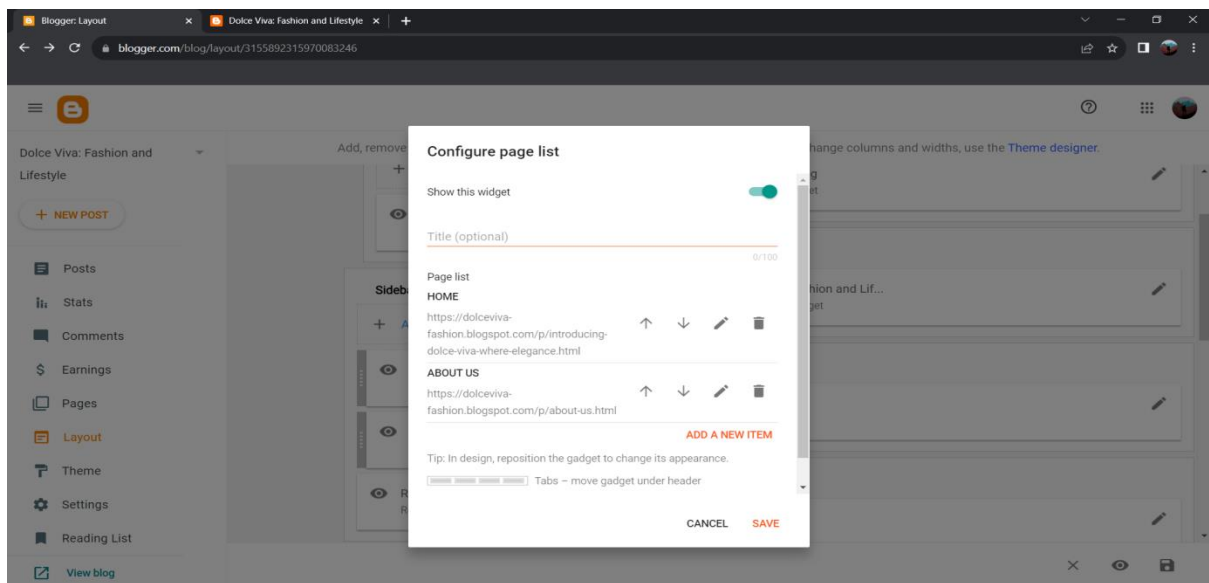 Blogger: Layout
Dolce Viva: Fashion and Lifestyle
blogger.com/blog/layout/3155892315970083246
Dolce Viva: Fashion and
Lifestyle
NEW POST
Posts
Stats
Comments
Earnings
Pages
Layout
Theme
Settings
Reading List
View blog
Add, remove
hange columns and widths, use the Theme designer.
Sideb
hion and Lif...
Configure page list
Show this widget
Title (optional)
0/100
Page list
HOME
https://dolceviva-
fashion.blogspot.com/p/introducing-
dolce-viva-where-elegance.html
ABOUT US
https://dolceviva-
fashion.blogspot.com/p/about-us.html
ADD A NEW ITEM
Tip: In design, reposition the gadget to change its appearance.
Tabs – move gadget under header
CANCEL
SAVE